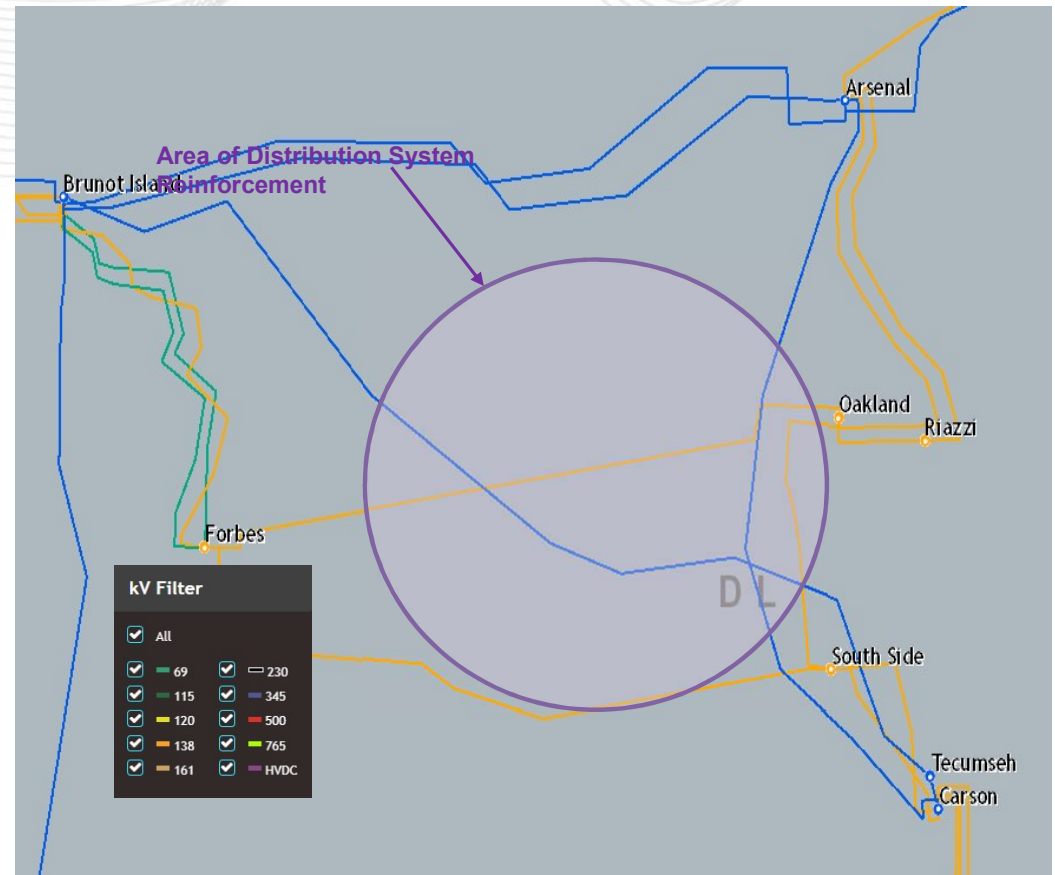 Arsenal
Area of Distribution System
Reinforcement
Brunot Island
Oakland
Riazzi
Forbes
kV Filter
All
69 230
115 345
120 500
138 765
161 HVDC
D L
South Side
Tecumseh
Carson